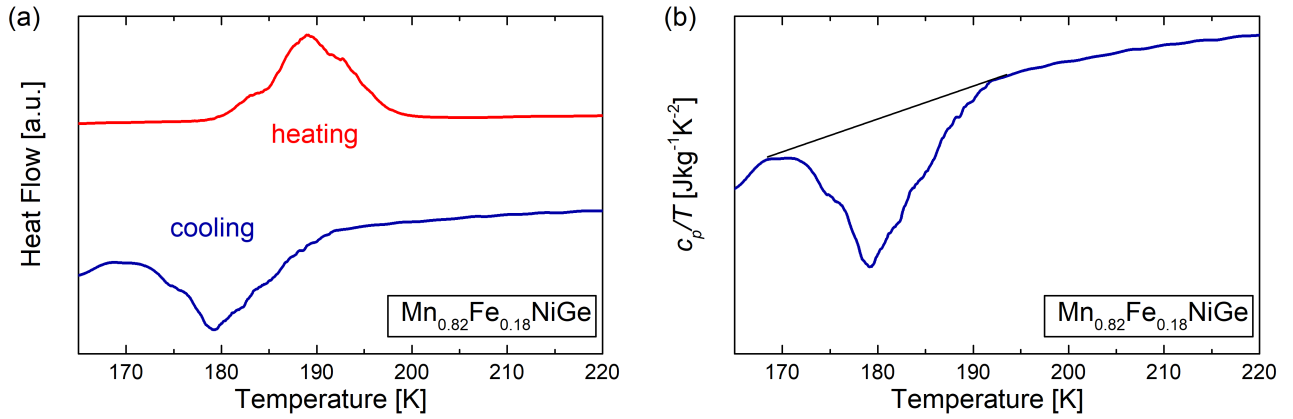 (a)
Heat Flow [a.u.]
heating
cooling
Mn0.82Fe0.18NiGe
170 180 190 200 210 220
Temperature [K]
(b)
cp/T [Jkg-1K-2]
Mn0.82Fe0.18NiGe
170 180 190 200 210 220
Temperature [K]